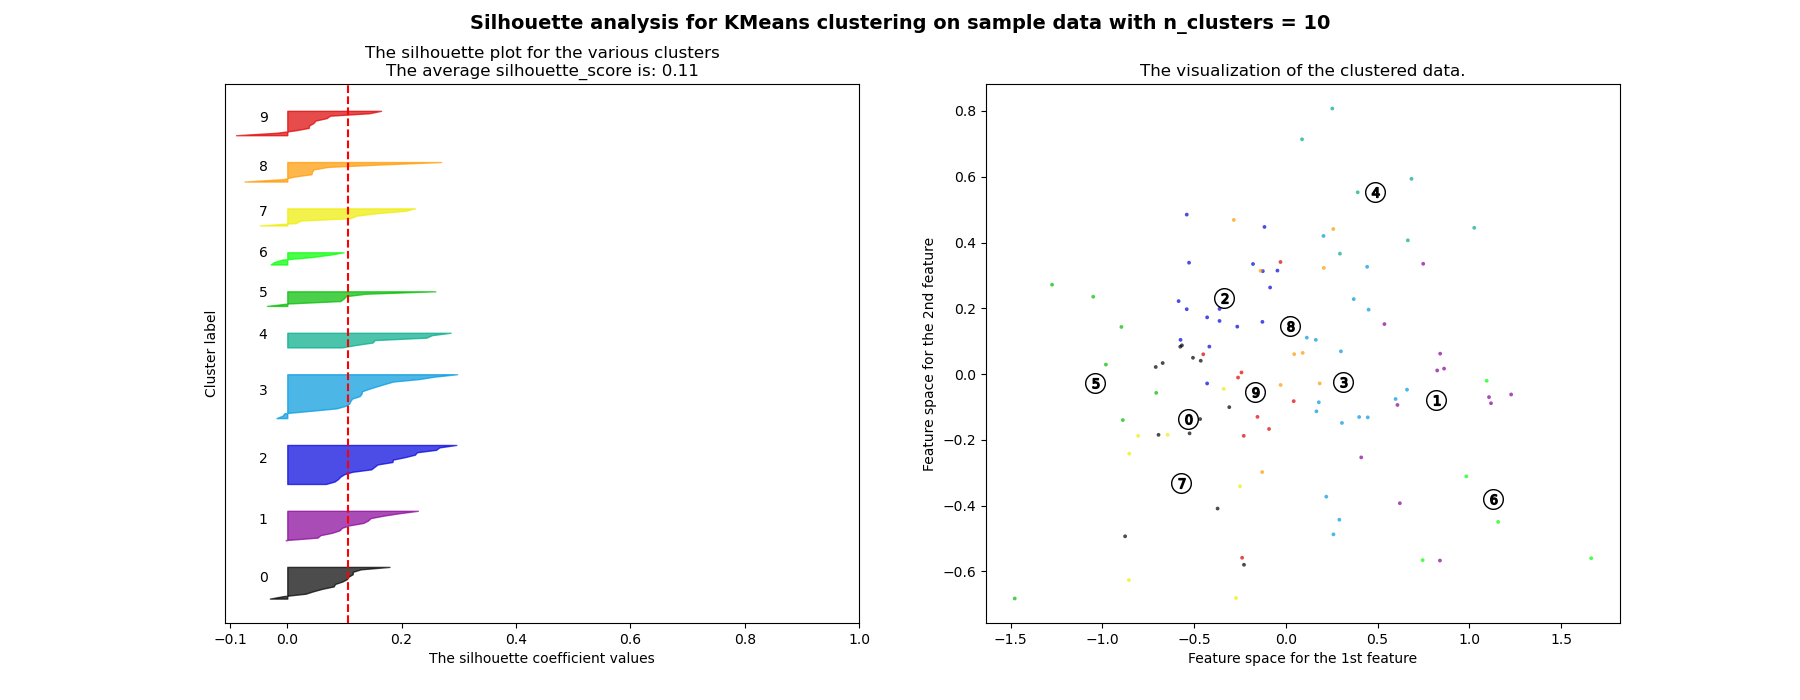 Silhouette analysis for KMeans clustering on sample data with n_clusters = 10
The silhouette plot for the various clusters
The average silhouette_score is: 0.11
9
8
7
6
5
4
3
2
1
0
Cluster label
−0.1 0.0 0.2 0.4 0.6 0.8 1.0
The silhouette coefficient values
The visualization of the clustered data.
0.8
0.6
0.4
0.2
0.0
−0.2
−0.4
−0.6
Feature space for the 2nd feature
4
2
8
3
5
9
1
0
7
6
−1.5 −1.0 −0.5 0.0 0.5 1.0 1.5
Feature space for the 1st feature